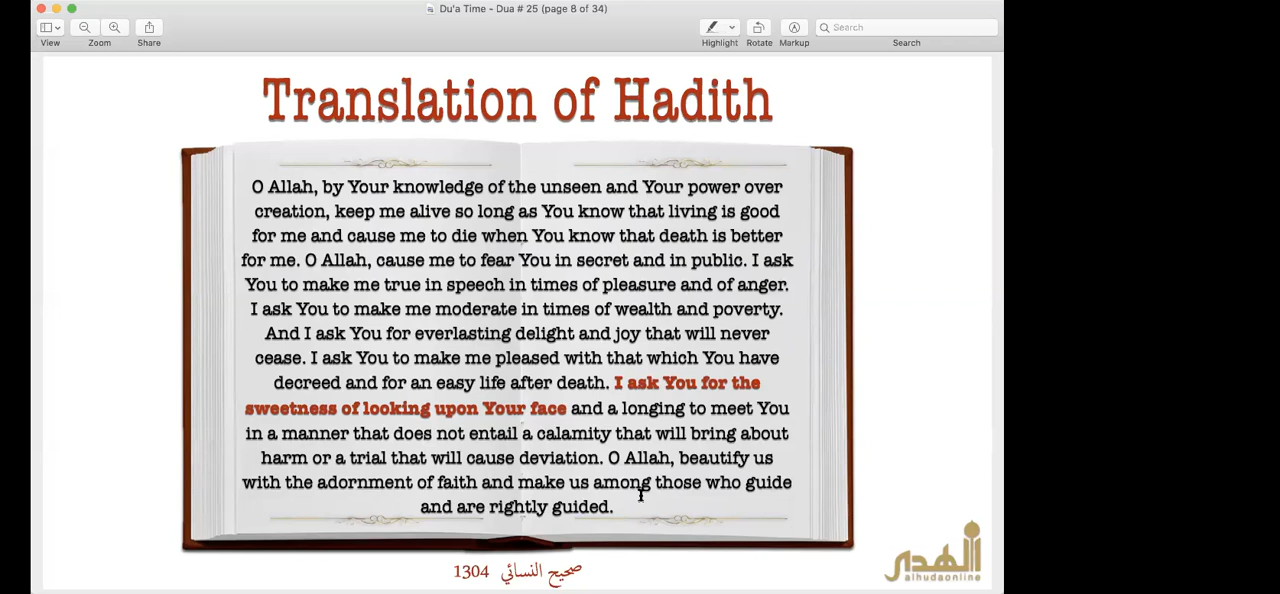 Du'a Time - Dua # 25 (page 8 of 34)
View Zoom Share Highlight Rotate Markup Search
Search
Translation of Hadith
O Allah, by Your knowledge of the unseen and Your power over
creation, keep me alive so long as You know that living is good
for me and cause me to die when You know that death is better
for me. O Allah, cause me to fear You in secret and in public. I ask
You to make me true in speech in times of pleasure and of anger.
I ask You to make me moderate in times of wealth and poverty.
And I ask You for everlasting delight and joy that will never
cease. I ask You to make me pleased with that which You have
decreed and for an easy life after death. I ask You for the
sweetness of looking upon Your face and a longing to meet You
in a manner that does not entail a calamity that will bring about
harm or a trial that will cause deviation. O Allah, beautify us
with the adornment of faith and make us among those who guide
and are rightly guided.
صحيح النسائي 1304
الهدى
alhudaonline